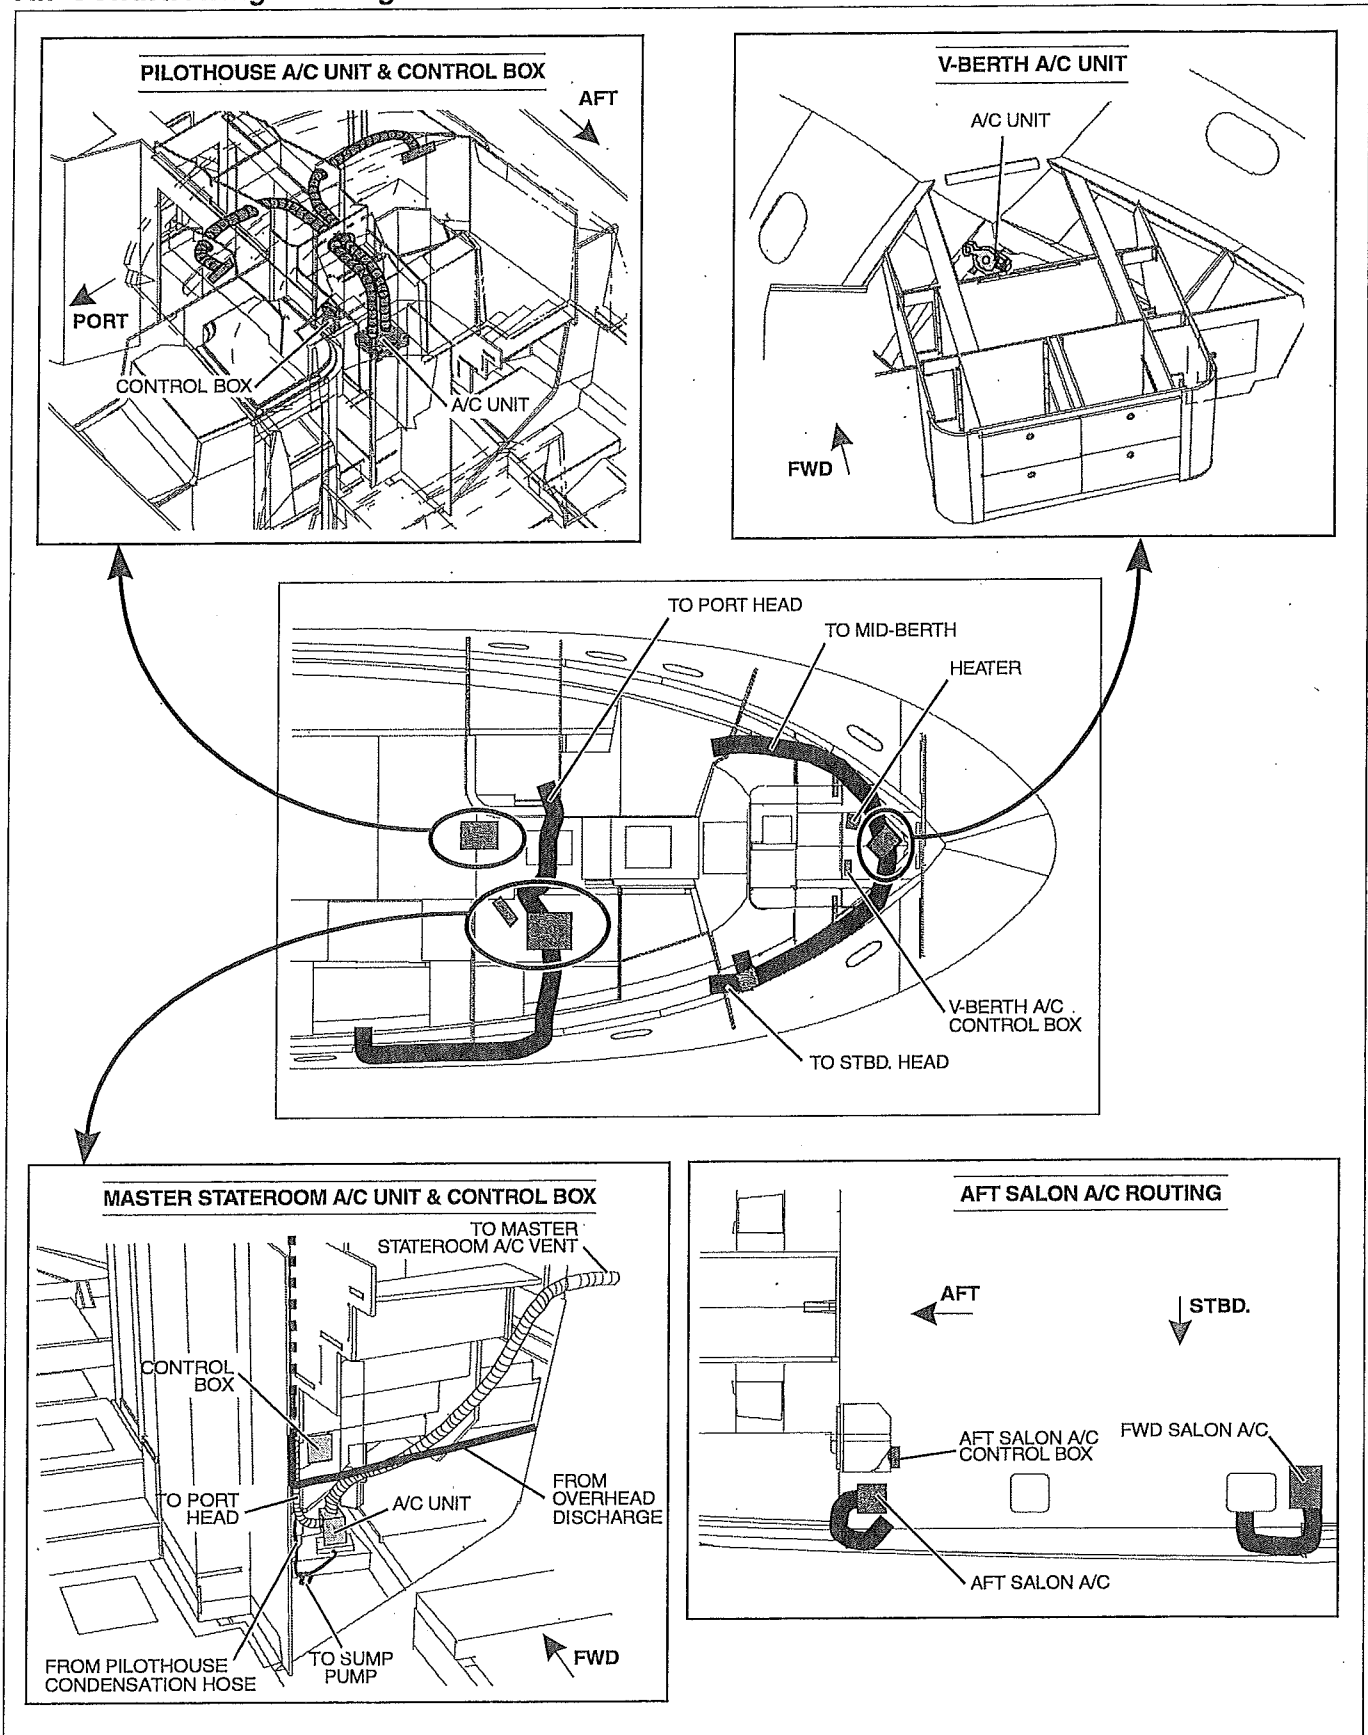 PILOTHOUSE A/C UNIT & CONTROL BOX
AFT
PORT
CONTROL BOX
A/C UNIT
V-BERTH A/C UNIT
A/C UNIT
FWD
TO PORT HEAD
TO MID-BERTH
HEATER
V-BERTH A/C
CONTROL BOX
TO STBD. HEAD
MASTER STATEROOM A/C UNIT & CONTROL BOX
TO MASTER
STATEROOM A/C VENT
CONTROL
BOX
TO PORT
HEAD
A/C UNIT
FROM
OVERHEAD
DISCHARGE
FROM PILOTHOUSE
CONDENSATION HOSE
TO SUMP
PUMP
FWD
AFT SALON A/C ROUTING
AFT
STBD.
AFT SALON A/C
CONTROL BOX
FWD SALON A/C
AFT SALON A/C